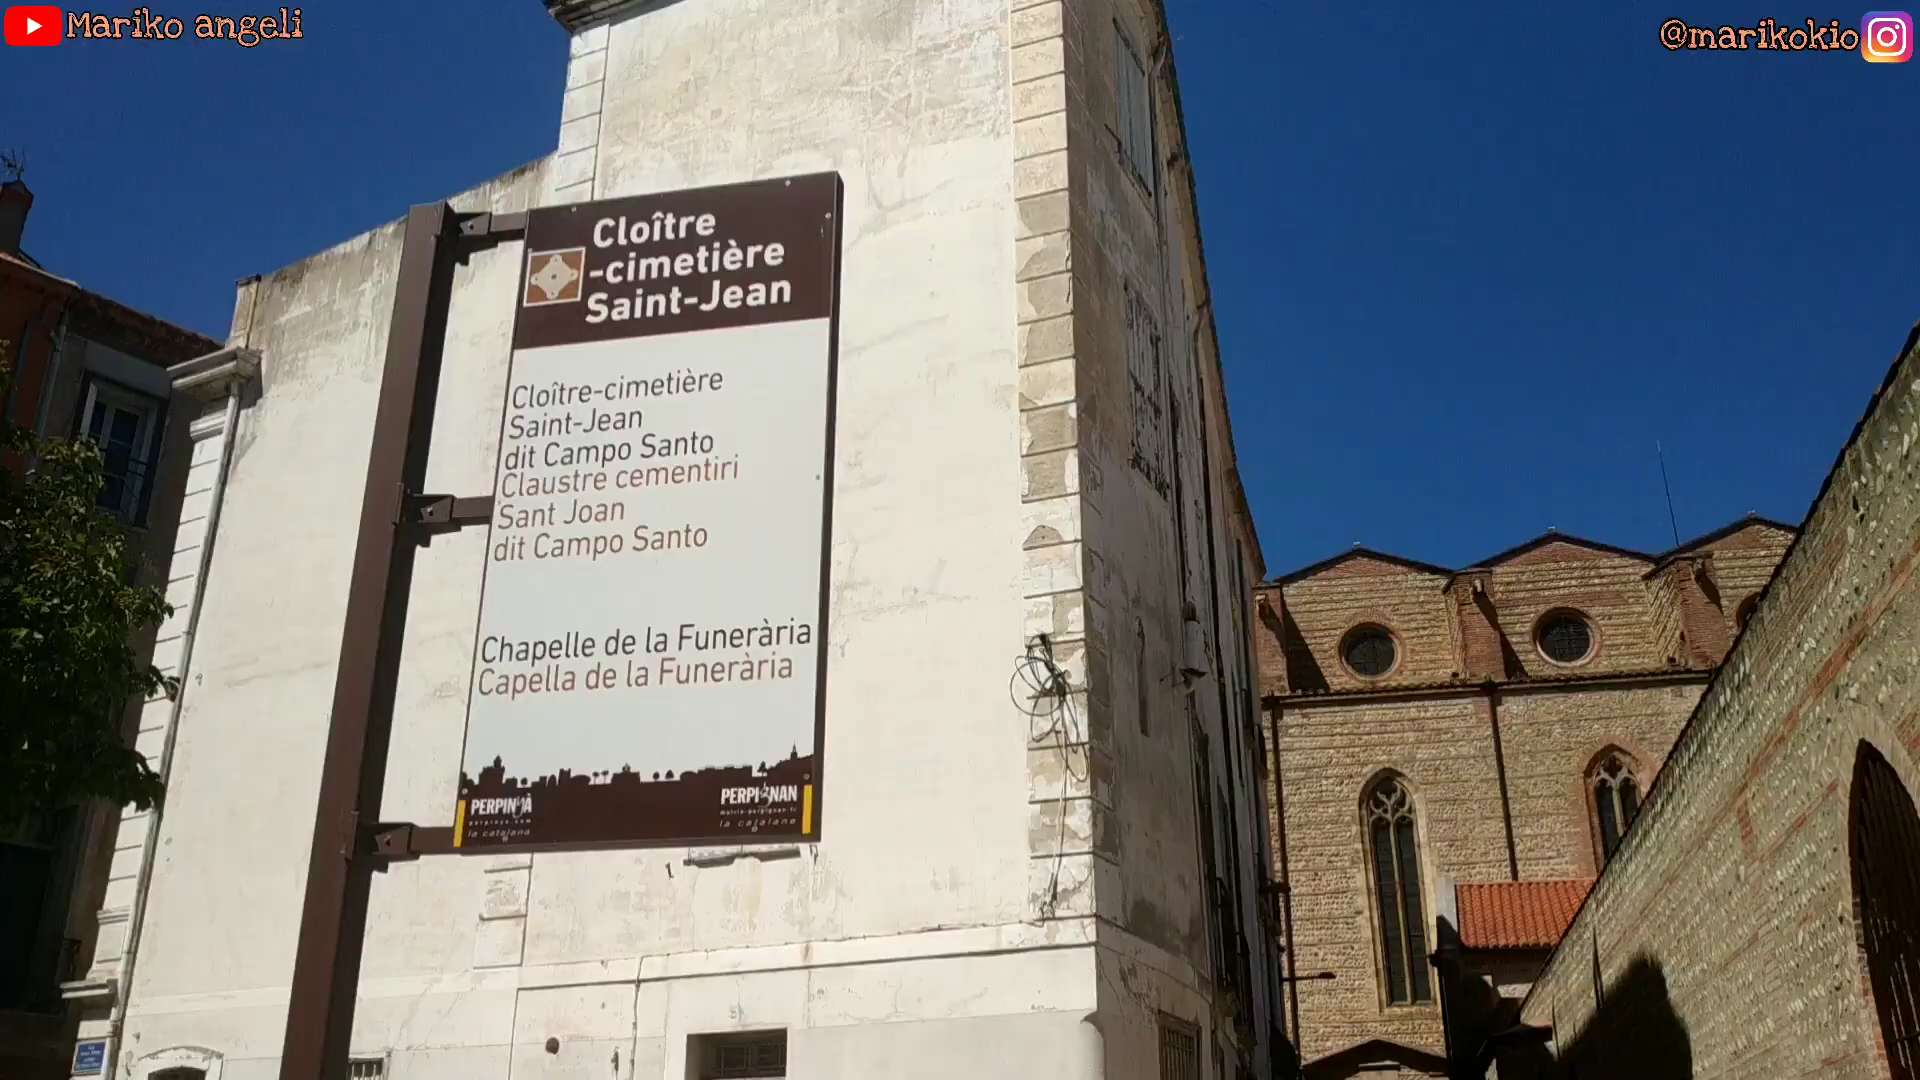 Mariko angeli
@marikokio
Cloître
-cimetière
Saint-Jean
Cloître-cimetière
Saint-Jean
dit Campo Santo
Claustre cementiri
Sant Joan
dit Campo Santo
Chapelle de la Funerària
Capella de la Funerària
PERPINYÀ
la catalana
PERPIGNAN
la catalane